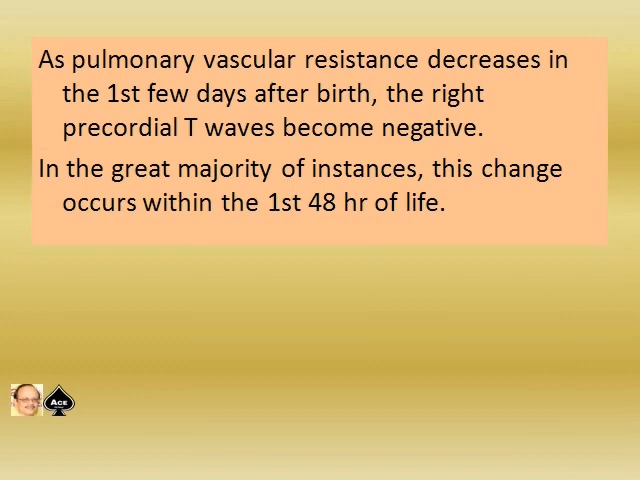 As pulmonary vascular resistance decreases in
the 1st few days after birth, the right
precordial T waves become negative.
In the great majority of instances, this change
occurs within the 1st 48 hr of life.
ACE